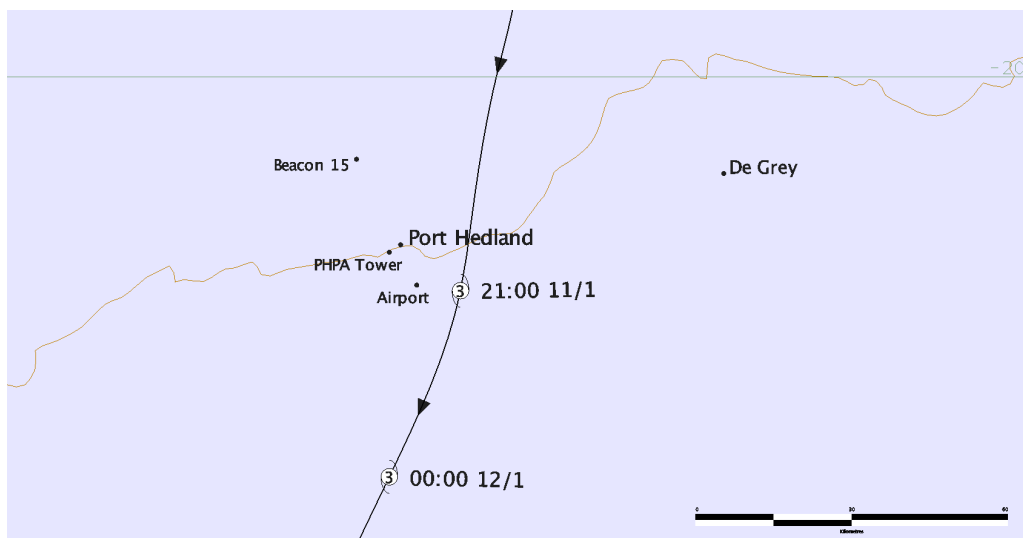 -20
Beacon 15
De Grey
Port Hedland
PHPA Tower
Airport
3 21:00 11/1
3 00:00 12/1
0 30 60
Kilometres